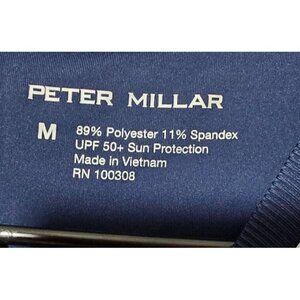 PETER MILLAR
M 89% Polyester 11% Spandex
UPF 50+ Sun Protection
Made in Vietnam
RN 100308